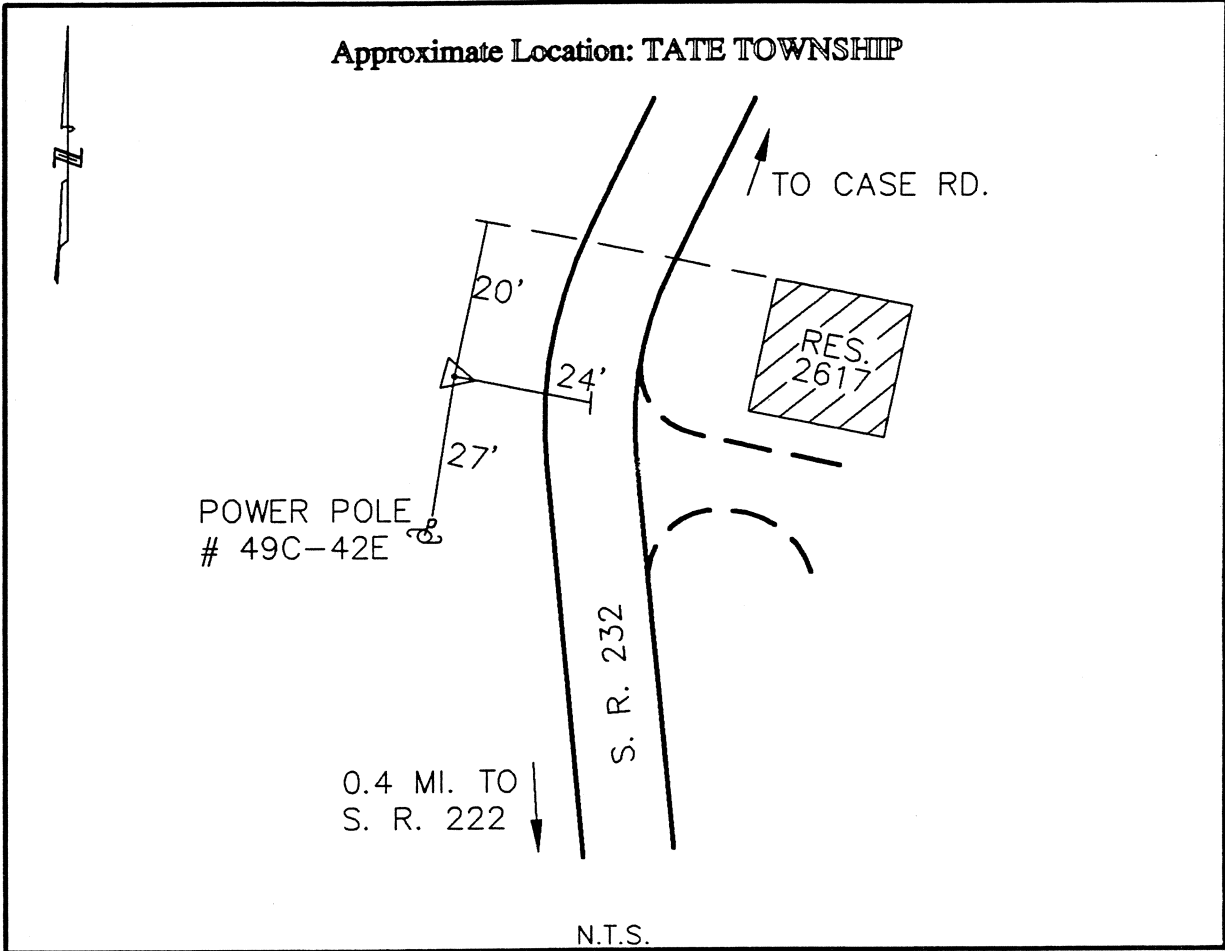 Approximate Location: TATE TOWNSHIP
N
TO CASE RD.
20'
RES.
2617
24'
27'
POWER POLE
# 49C-42E
S. R. 232
0.4 MI. TO
S. R. 222
N.T.S.